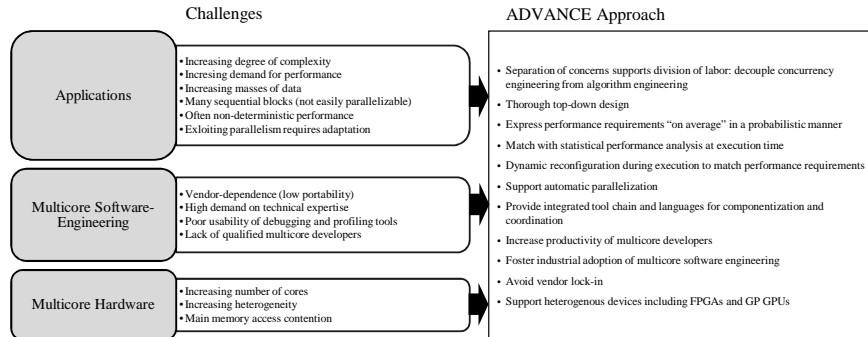 Challenges
ADVANCE Approach
Applications
• Increasing degree of complexity
• Incresing demand for performance
• Increasing masses of data
• Many sequential blocks (not easily parallelizable)
• Often non-deterministic performance
• Exloiting parallelism requires adaptation
Multicore Software-
Engineering
• Vendor-dependence (low portability)
• High demand on technical expertise
• Poor usability of debugging and profiling tools
• Lack of qualified multicore developers
Multicore Hardware
• Increasing number of cores
• Increasing heterogeneity
• Main memory access contention
• Separation of concerns supports division of labor: decouple concurrency
engineering from algorithm engineering
• Thorough top-down design
• Express performance requirements “on average” in a probabilistic manner
• Match with statistical performance analysis at execution time
• Dynamic reconfiguration during execution to match performance requirements
• Support automatic parallelization
• Provide integrated tool chain and languages for componentization and
coordination
• Increase productivity of multicore developers
• Foster industrial adoption of multicore software engineering
• Avoid vendor lock-in
• Support heterogenous devices including FPGAs and GP GPUs